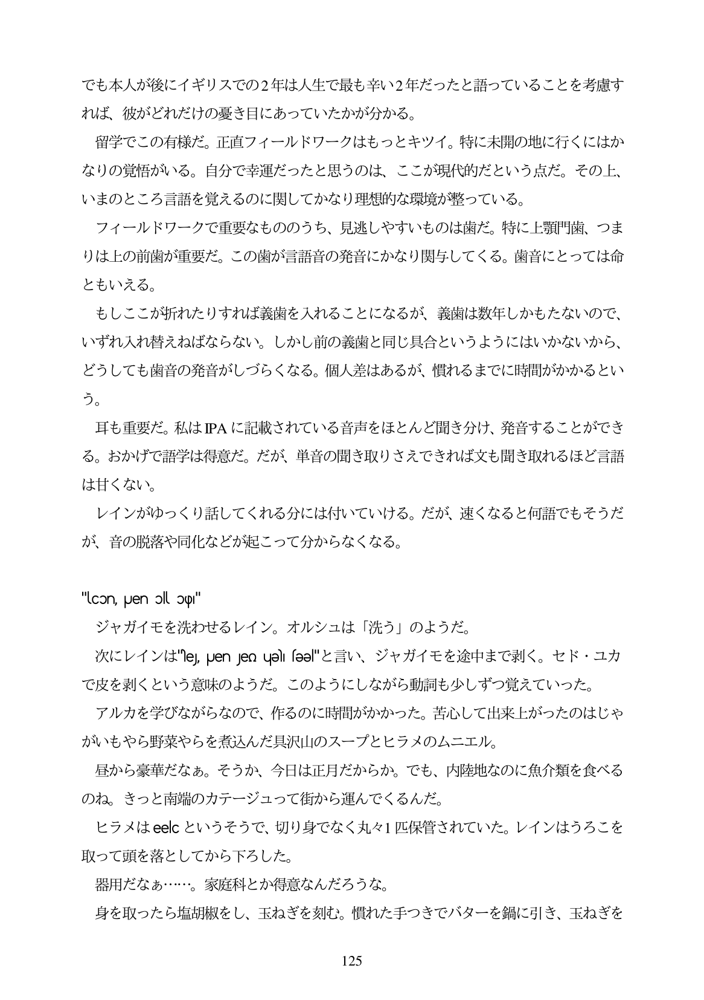 でも本人が後にイギリスでの2年は人生で最も辛い2年だったと語っていることを考慮す
れば、彼がどれだけの憂き目にあっていたかが分かる。
留学でこの有様だ。正直フィールドワークはもっとキツイ。特に未開の地に行くにはか
なりの覚悟がいる。自分で幸運だったと思うのは、ここが現代的だという点だ。その上、
いまのところ言語を覚えるのに関してかなり理想的な環境が整っている。
フィールドワークで重要なもののうち、見逃しやすいものは歯だ。特に上顎門歯、つま
りは上の前歯が重要だ。この歯が言語音の発音にかなり関与してくる。歯音にとっては命
ともいえる。
もしここが折れたりすれば義歯を入れることになるが、義歯は数年しかもたないので、
いずれ入れ替えねばならない。しかし前の義歯と同じ具合というようにはいかないから、
どうしても歯音の発音がしづらくなる。個人差はあるが、慣れるまでに時間がかかるとい
う。
耳も重要だ。私は IPA に記載されている音声をほとんど聞き分け、発音することができ
る。おかげで語学は得意だ。だが、単音の聞き取りさえできれば文も聞き取れるほど言語
は甘くない。
レインがゆっくり話してくれる分には付いていける。だが、速くなると何語でもそうだ
が、音の脱落や同化などが起こって分からなくなる。
ジャガイモを洗わせるレイン。オルシュは「洗う」のようだ。
次にレインは と言い、ジャガイモを途中まで剥く。セド・ユカ
で皮を剥くという意味のようだ。このようにしながら動詞も少しずつ覚えていった。
アルカを学びながらなので、作るのに時間がかかった。苦心して出来上がったのはじゃ
がいもやら野菜やらを煮込んだ具沢山のスープとヒラメのムニエル。
昼から豪華だなぁ。そうか、今日は正月だからか。でも、内陸地なのに魚介類を食べる
のね。きっと南端のカテージュって街から運んでくるんだ。
ヒラメは eelc というそうで、切り身でなく丸々1 匹保管されていた。レインはうろこを
取って頭を落としてから下ろした。
器用だなぁ……。家庭科とか得意なんだろうな。
身を取ったら塩胡椒をし、玉ねぎを刻む。慣れた手つきでバターを鍋に引き、玉ねぎを
125